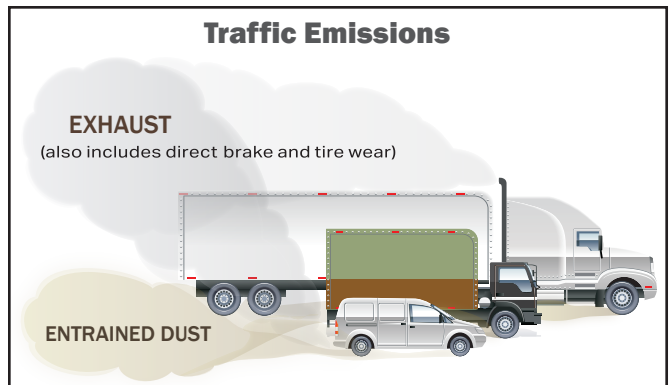 Traffic Emissions
EXHAUST
(also includes direct brake and tire wear)
ENTRAINED DUST